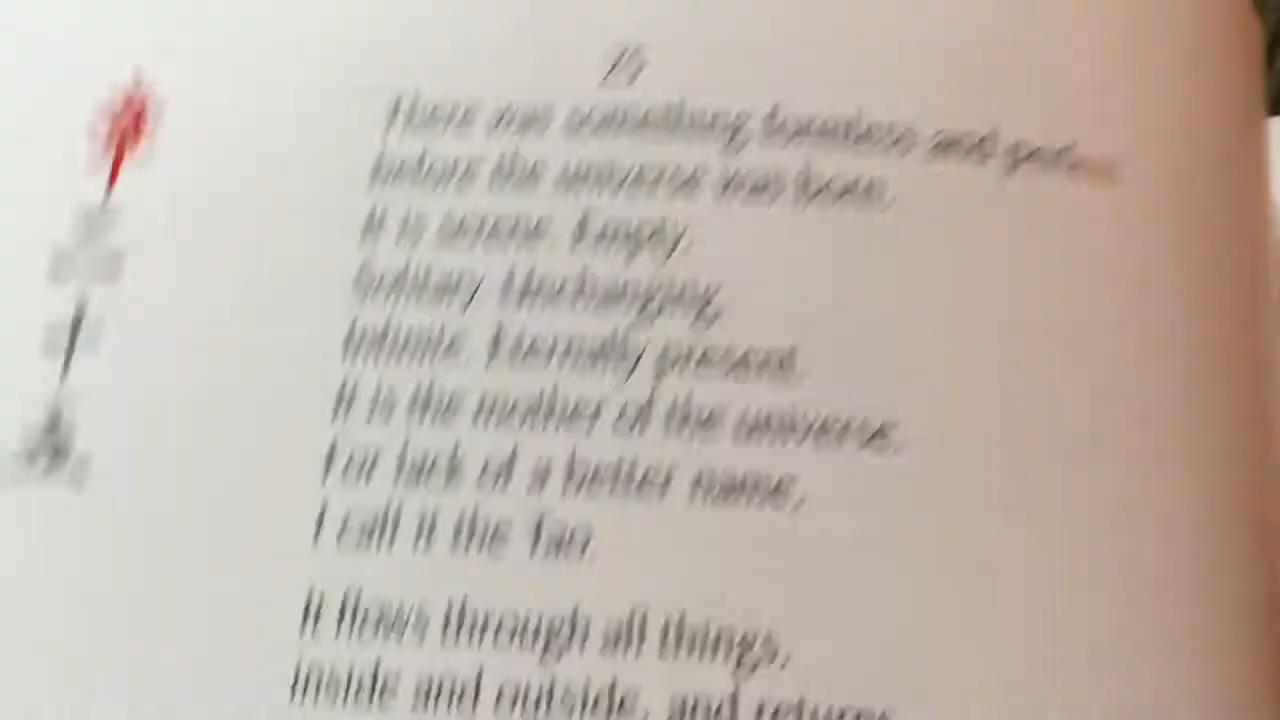 There was something and
before the universe was born.
It is serene. Empty.
Solitary. Unchanging.
Infinite. Eternally present.
It is the mother of the universe.
For lack of a better name,
I call it the Tao.
It flows through all things,
inside and outside, and returns